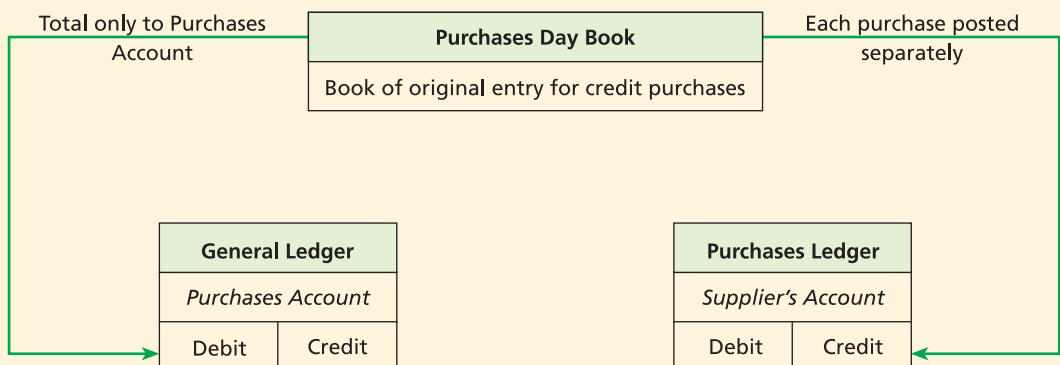 Total only to Purchases
Account
Purchases Day Book
Book of original entry for credit purchases
Each purchase posted
separately
General Ledger
Purchases Account
Debit Credit
Purchases Ledger
Supplier's Account
Debit Credit